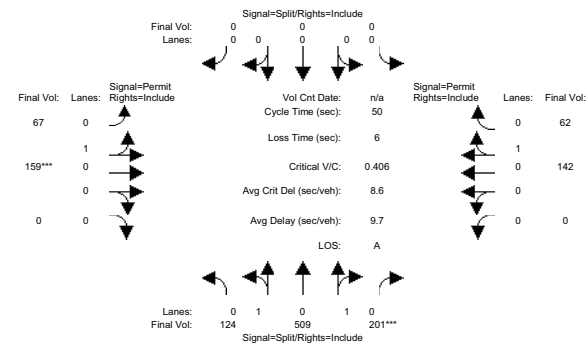 Signal=Split/Rights=Include
Final Vol: 0 0 0
Lanes: 0 0 0 0 0
Signal=Permit Signal=Permit
Final Vol: Lanes: Rights=Include Vol Cnt Date: n/a Rights=Include Lanes: Final Vol:
Cycle Time (sec): 50
67 0 0 62
Loss Time (sec): 6
1 1
159*** 0 Critical V/C: 0.406 0 142
0 Avg Crit Del (sec/veh): 8.6 0
0 0 Avg Delay (sec/veh): 9.7 0 0
LOS: A
Lanes: 0 1 0 1 0
Final Vol: 124 509 201***
Signal=Split/Rights=Include